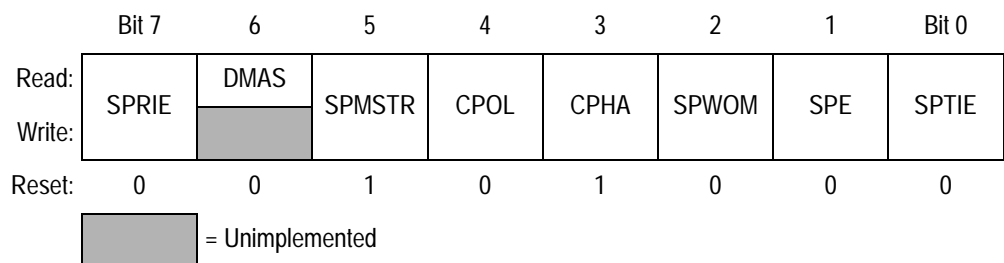 Bit 7 6 5 4 3 2 1 Bit 0
Read: DMAS
SPRIE SPMSTR CPOL CPHA SPWOM SPE SPTIE
Write:
Reset: 0 0 1 0 1 0 0 0
= Unimplemented